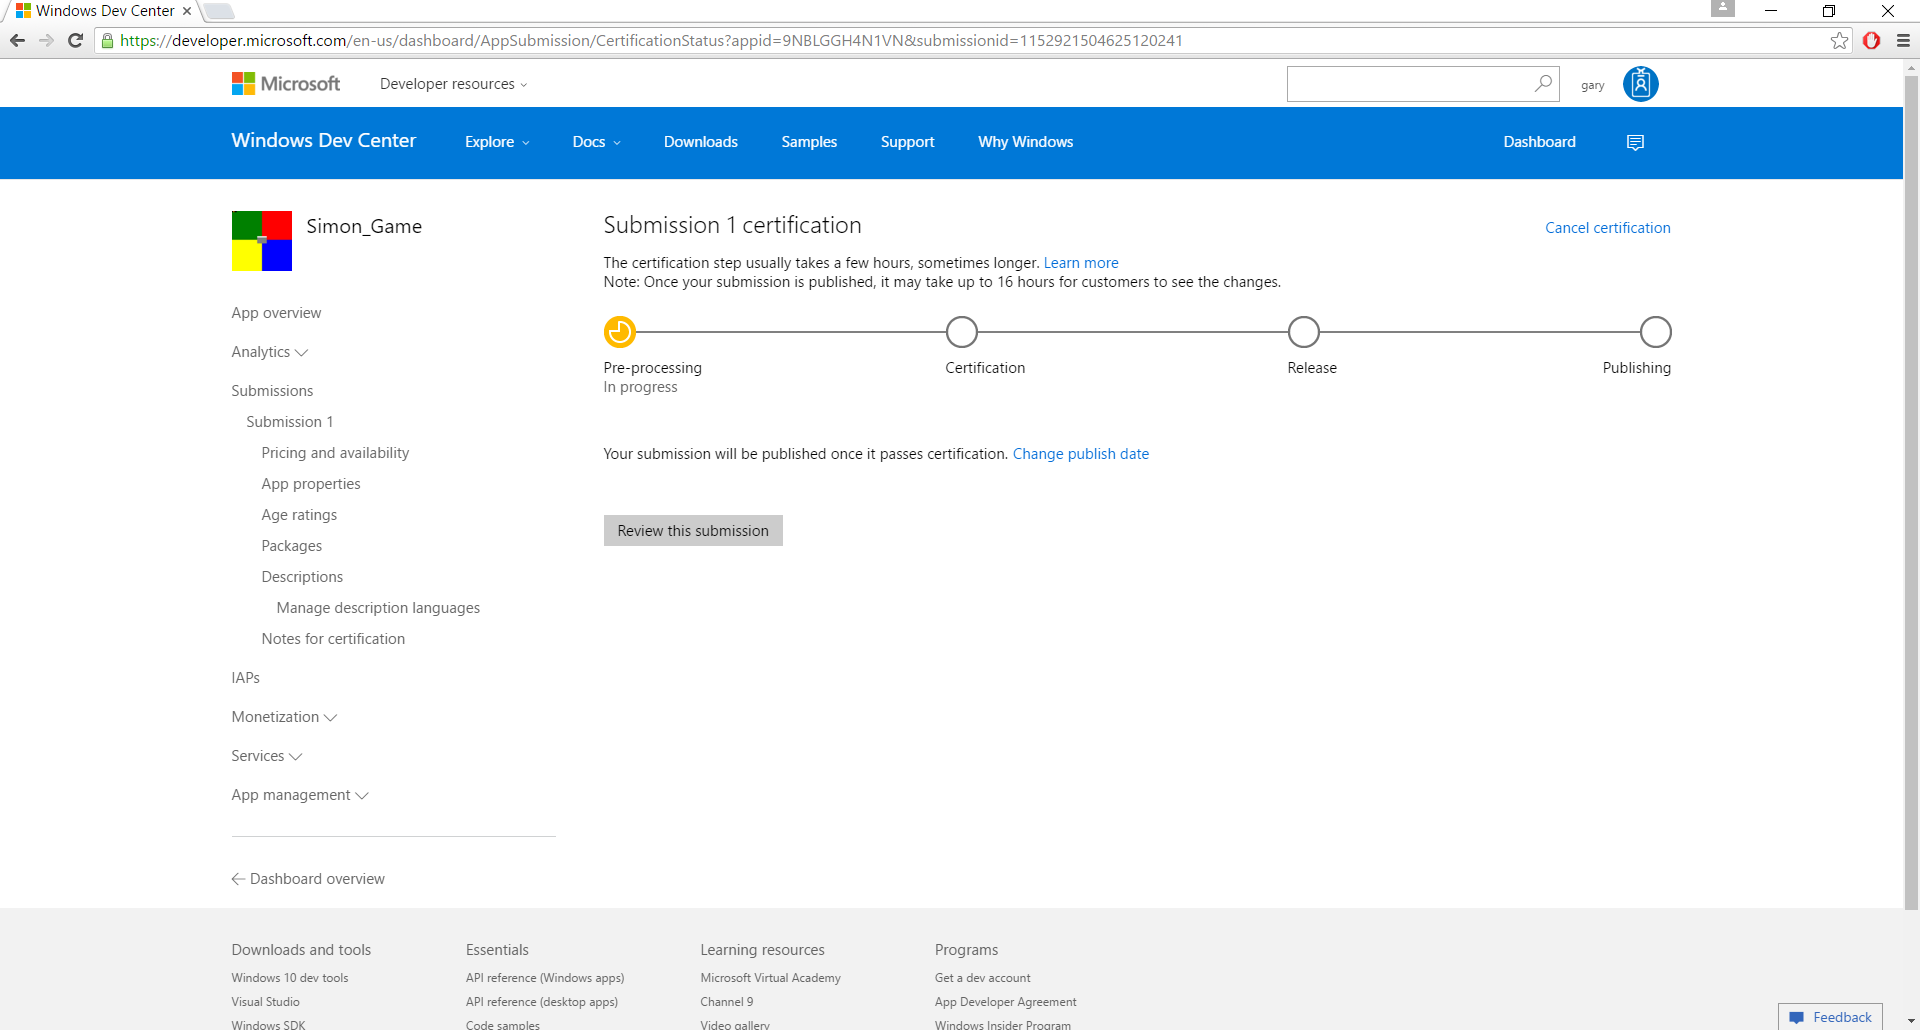 Windows Dev Center
https://developer.microsoft.com/en-us/dashboard/AppSubmission/CertificationStatus?appid=9NBLGGH4N1VN&submissionid=1152921504625120241
Microsoft
Developer resources
gary
Windows Dev Center
Explore
Docs
Downloads
Samples
Support
Why Windows
Dashboard
Simon_Game
App overview
Analytics
Submissions
Submission 1
Pricing and availability
App properties
Age ratings
Packages
Descriptions
Manage description languages
Notes for certification
IAPs
Monetization
Services
App management
Dashboard overview
Submission 1 certification
Cancel certification
The certification step usually takes a few hours, sometimes longer. Learn more
Note: Once your submission is published, it may take up to 16 hours for customers to see the changes.
Pre-processing
In progress
Certification
Release
Publishing
Your submission will be published once it passes certification. Change publish date
Review this submission
Downloads and tools
Windows 10 dev tools
Visual Studio
Windows SDK
Essentials
API reference (Windows apps)
API reference (desktop apps)
Code samples
Learning resources
Microsoft Virtual Academy
Channel 9
Video gallery
Programs
Get a dev account
App Developer Agreement
Windows Insider Program
Feedback